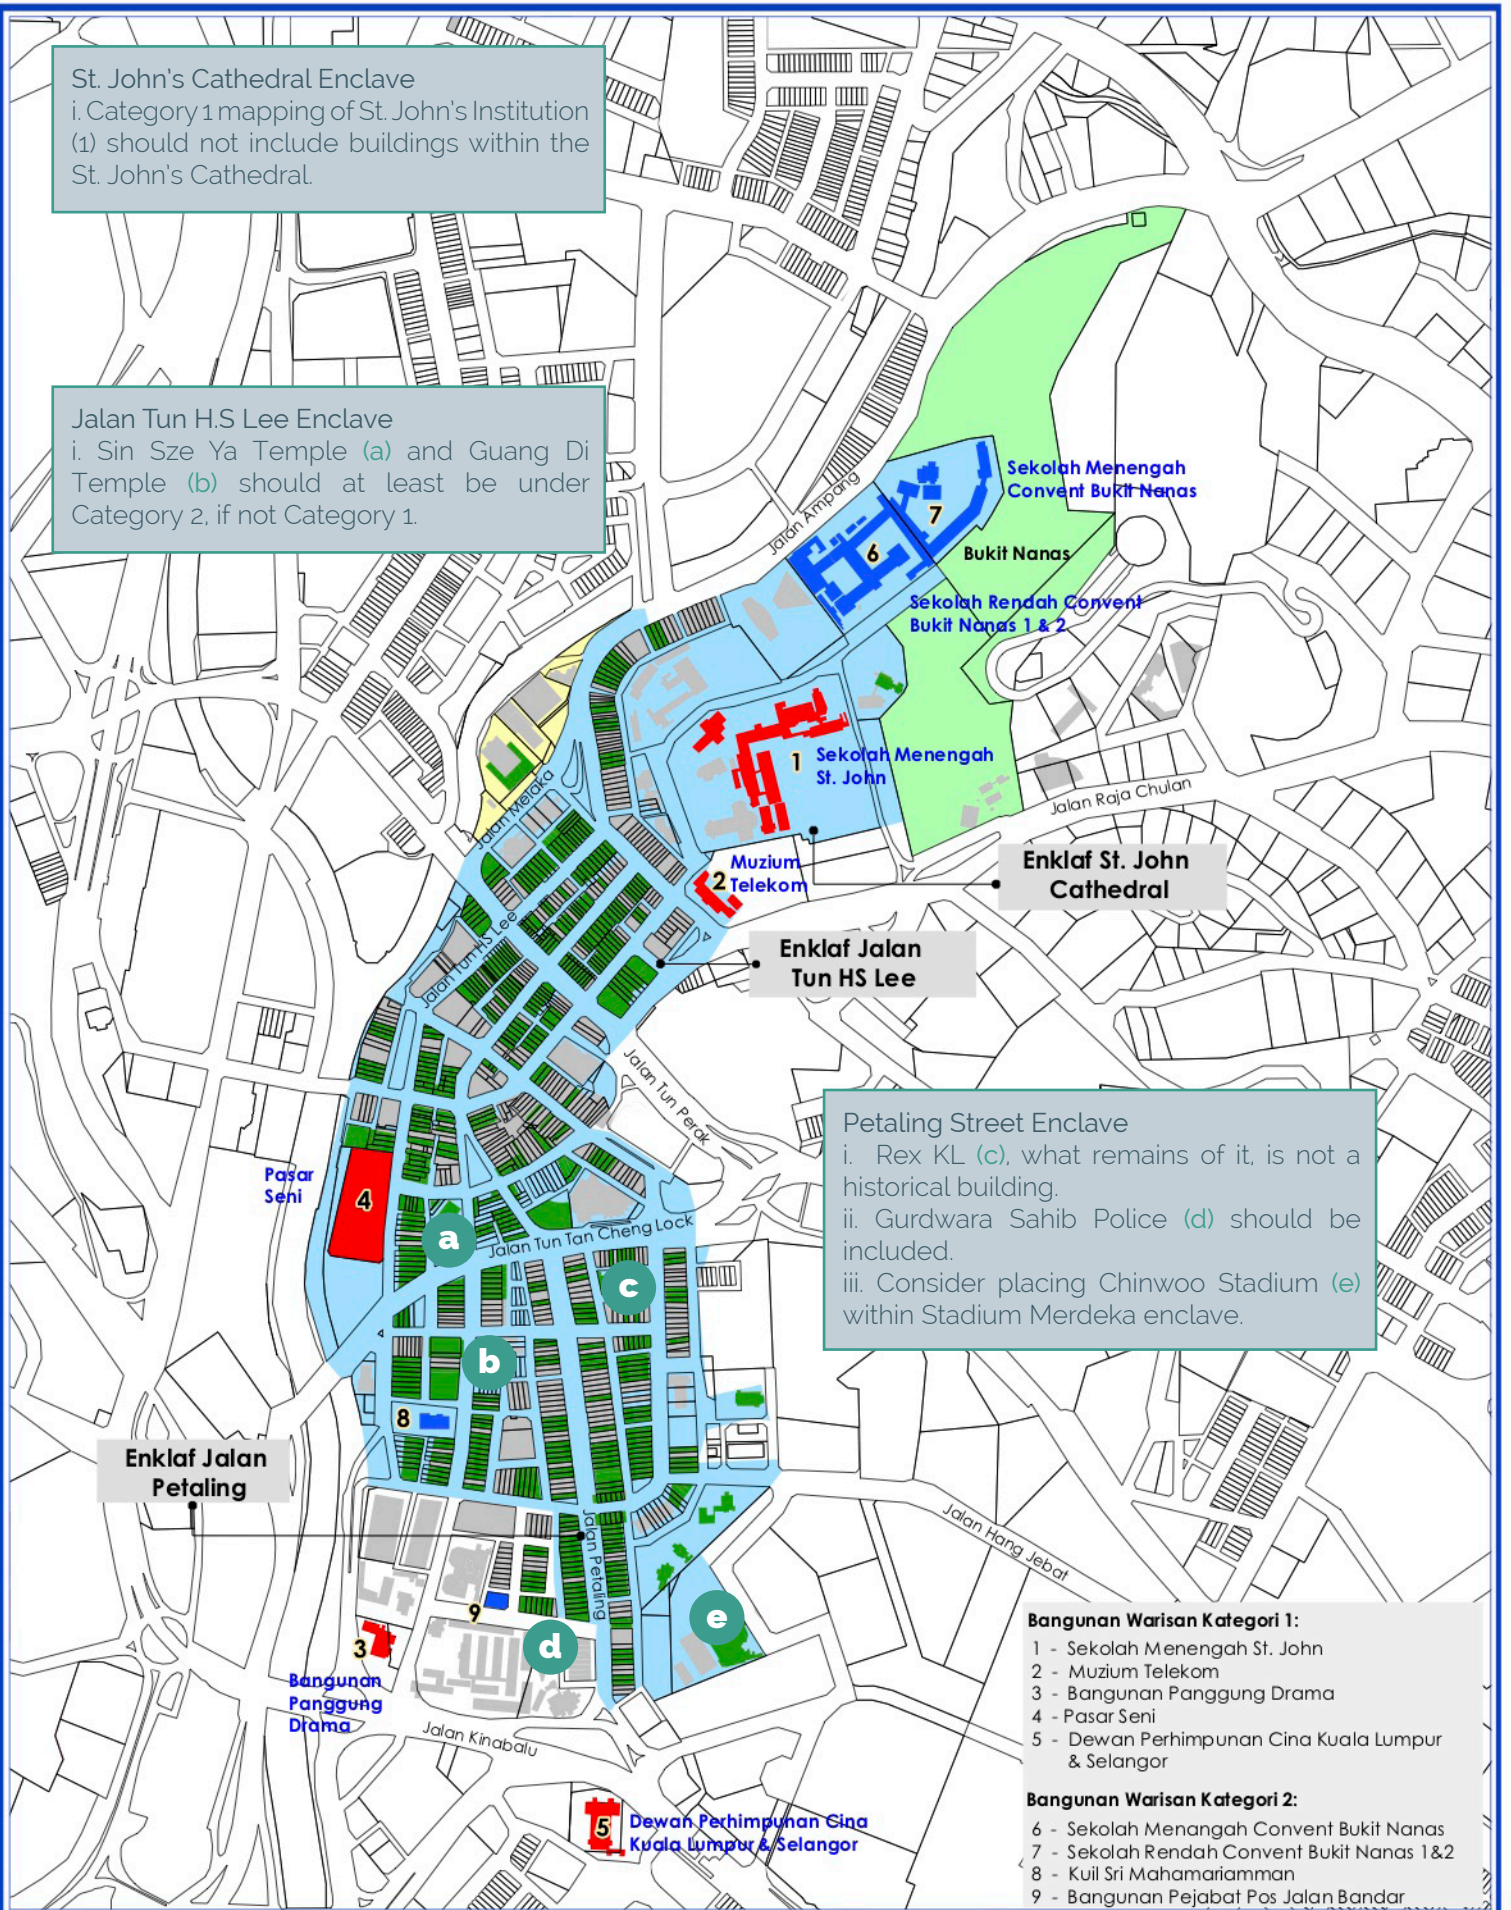 St. John's Cathedral Enclave
i. Category 1 mapping of St. John's Institution
(1) should not include buildings within the
St. John's Cathedral.
Jalan Tun H.S Lee Enclave
i. Sin Sze Ya Temple (a) and Guang Di
Temple (b) should at least be under
Category 2, if not Category 1.
Jalan Ampang
Sekolah Menengah
Convent Bukit Nanas
7
6
Bukit Nanas
Sekolah Rendah Convent
Bukit Nanas 1 & 2
1
Sekolah Menengah
St. John
Jalan Melaka
Jalan Raja Chulan
Muzium
Telekom
2
Enklaf St. John
Cathedral
Jalan Tun HS Lee
Enklaf Jalan
Tun HS Lee
Jalan Tun Perak
Petaling Street Enclave
i. Rex KL (c), what remains of it, is not a
historical building.
ii. Gurdwara Sahib Police (d) should be
included.
iii. Consider placing Chinwoo Stadium (e)
within Stadium Merdeka enclave.
Pasar
Seni
4
a
Jalan Tun Tan Cheng Lock
c
b
8
Enklaf Jalan
Petaling
Jalan Petaling
Jalan Hang Jebat
9
e
d
3
Bangunan
Panggung
Drama
Jalan Kinabalu
5
Dewan Perhimpunan Cina
Kuala Lumpur & Selangor
Bangunan Warisan Kategori 1:
1 - Sekolah Menengah St. John
2 - Muzium Telekom
3 - Bangunan Panggung Drama
4 - Pasar Seni
5 - Dewan Perhimpunan Cina Kuala Lumpur
& Selangor
Bangunan Warisan Kategori 2:
6 - Sekolah Menangah Convent Bukit Nanas
7 - Sekolah Rendah Convent Bukit Nanas 1&2
8 - Kuil Sri Mahamariamman
9 - Bangunan Pejabat Pos Jalan Bandar